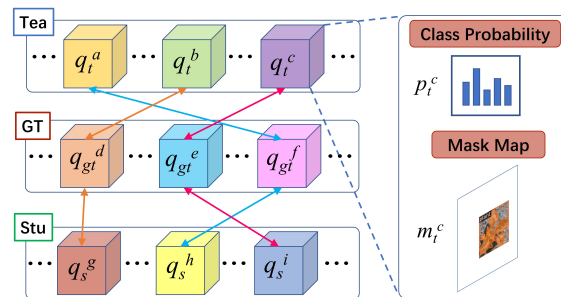 Tea
... q_t^a ... q_t^b ... q_t^c ...
GT
... q_gt^d ... q_gt^e ... q_gt^f ...
Stu
... q_s^g ... q_s^h ... q_s^i ...
Class Probability
p_t^c
Mask Map
m_t^c